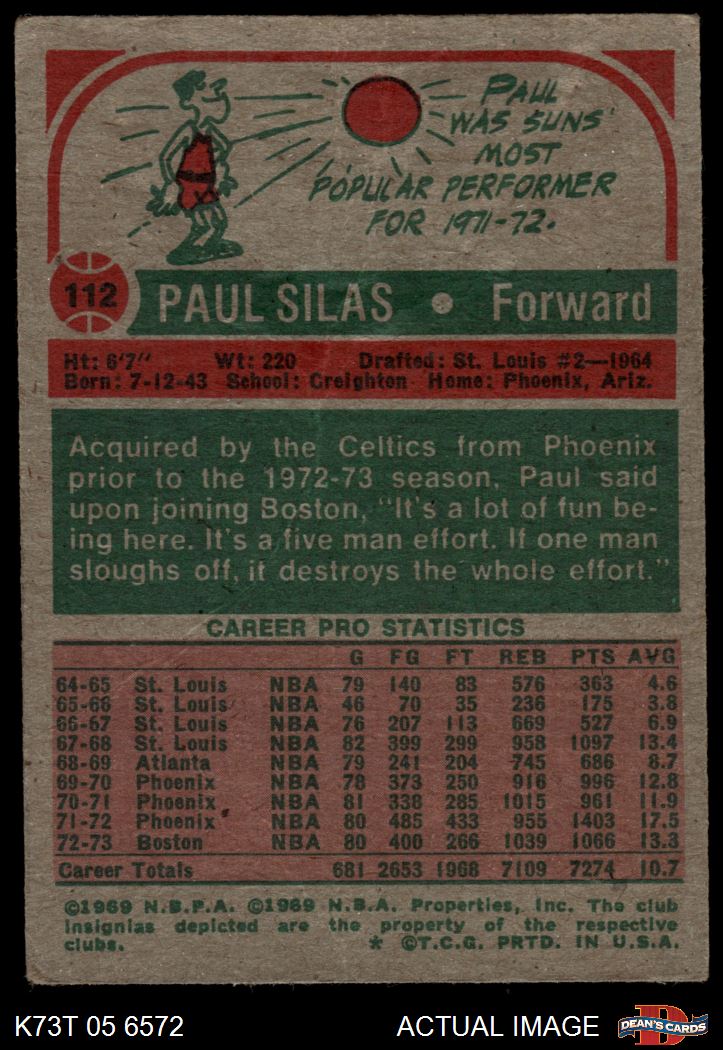 PAUL
WAS SUNS'
MOST
POPULAR PERFORMER
FOR 1971-72.
112 PAUL SILAS • Forward
Ht: 6'7" Wt: 220 Drafted: St. Louis #2—1964
Born: 7-12-43 School: Creighton Home: Phoenix, Ariz.
Acquired by the Celtics from Phoenix
prior to the 1972-73 season, Paul said
upon joining Boston, "It's a lot of fun be-
ing here. It's a five man effort. If one man
sloughs off, it destroys the whole effort."
CAREER PRO STATISTICS
G FG FT REB PTS AVG
64-65 St. Louis NBA 79 140 83 576 363 4.6
65-66 St. Louis NBA 46 70 35 236 175 3.8
66-67 St. Louis NBA 76 207 113 669 527 6.9
67-68 St. Louis NBA 82 399 299 958 1097 13.4
68-69 Atlanta NBA 79 241 204 745 686 8.7
69-70 Phoenix NBA 78 373 250 916 996 12.8
70-71 Phoenix NBA 81 338 285 1015 961 11.9
71-72 Phoenix NBA 80 485 433 955 1403 17.5
72-73 Boston NBA 80 400 266 1039 1066 13.3
Career Totals 681 2653 1968 7109 7274 10.7
©1969 N.B.P.A. ©1969 N.B.A. Properties, Inc. The club
insignias depicted are the property of the respective
clubs. * ©T.C.G. PRTD. IN U.S.A.
K73T 05 6572 ACTUAL IMAGE D DEAN'S CARDS